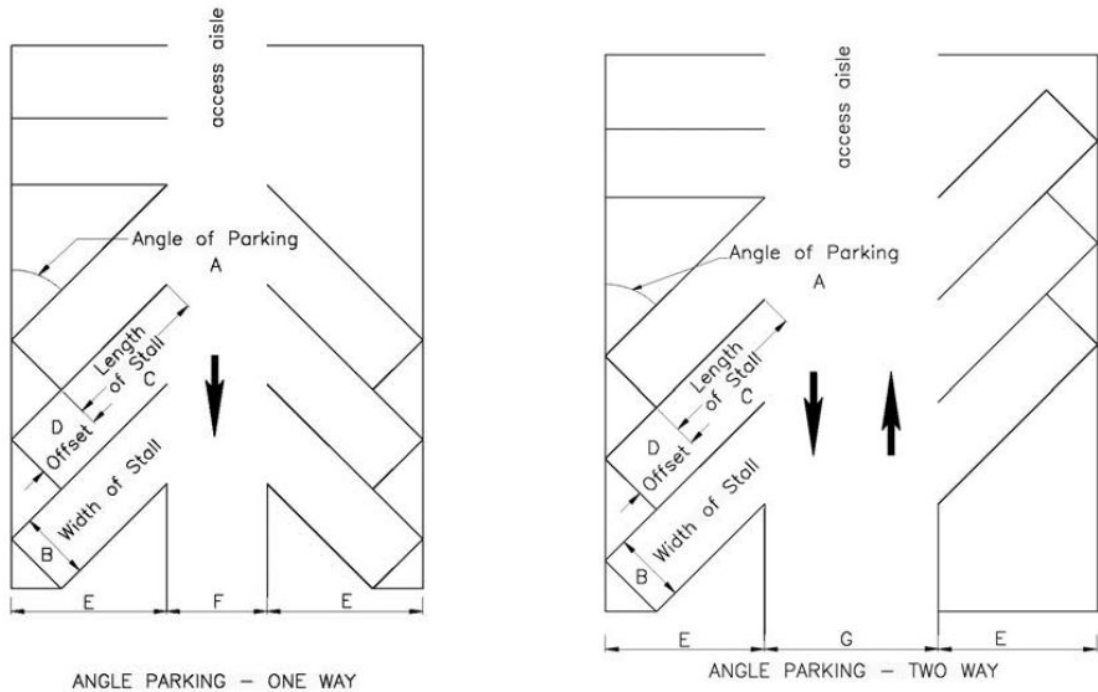 access aisle
Angle of Parking
A
Length
of Stall
C
D
Offset
Width of Stall
B
E
F
E
ANGLE PARKING – ONE WAY
access aisle
Angle of Parking
A
Length
of Stall
C
D
Offset
Width of Stall
B
E
G
E
ANGLE PARKING – TWO WAY